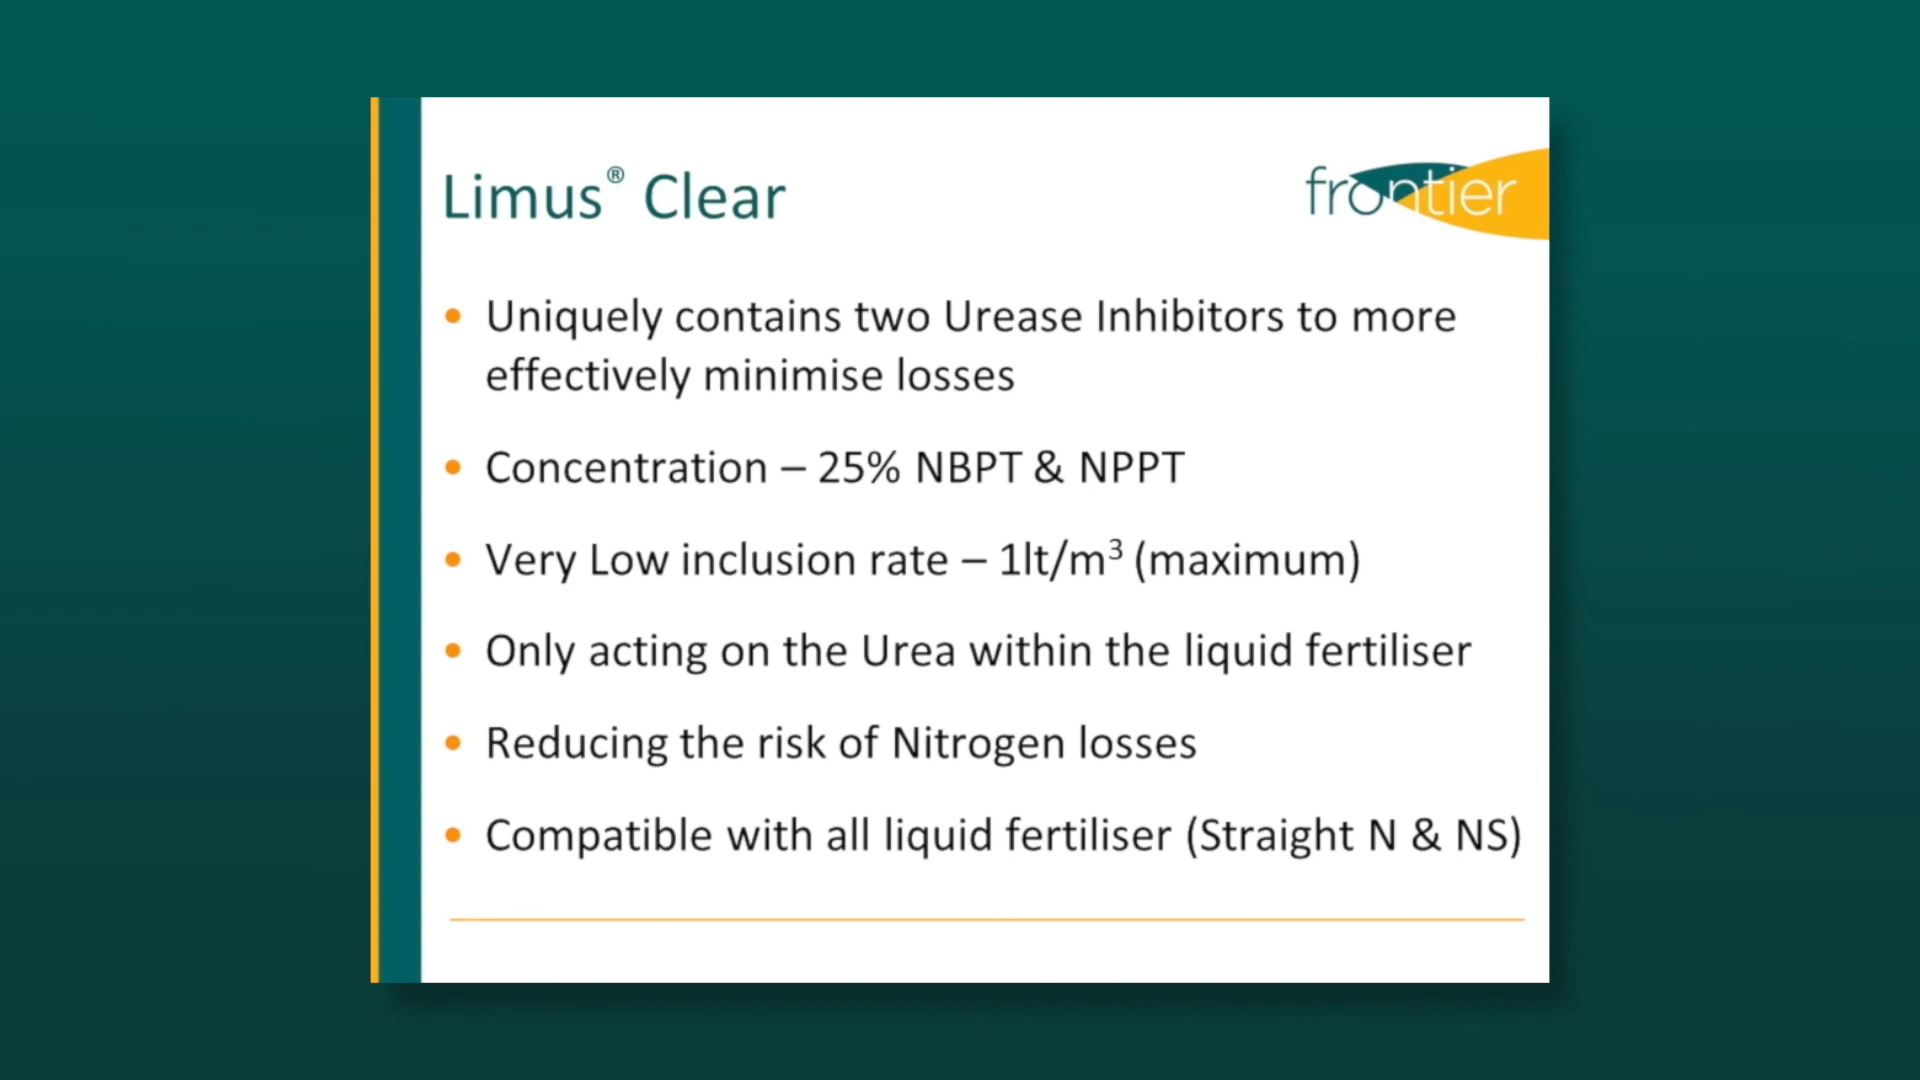 Limus® Clear
frontier
• Uniquely contains two Urease Inhibitors to more
effectively minimise losses
• Concentration – 25% NBPT & NPPT
• Very Low inclusion rate – 1lt/m³ (maximum)
• Only acting on the Urea within the liquid fertiliser
• Reducing the risk of Nitrogen losses
• Compatible with all liquid fertiliser (Straight N & NS)